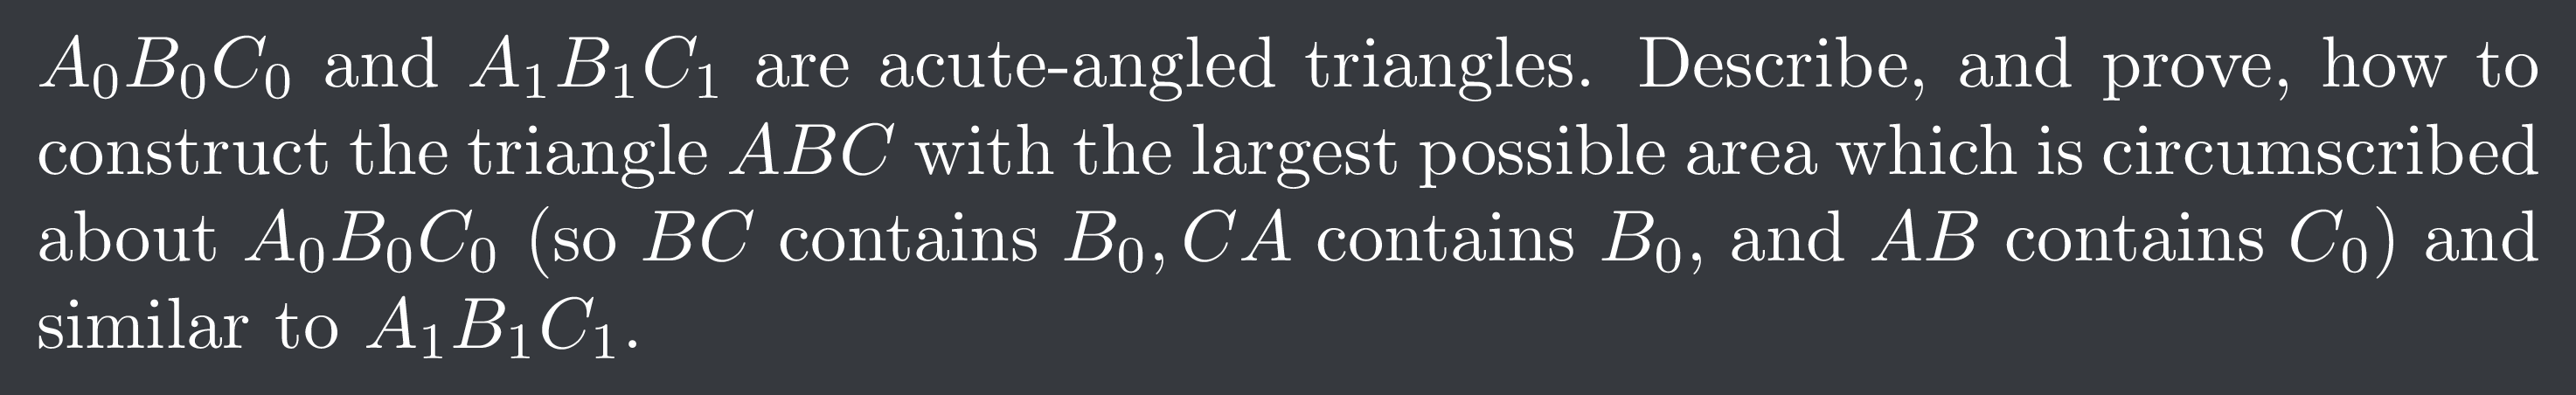 A₀B₀C₀ and A₁B₁C₁ are acute-angled triangles. Describe, and prove, how to
construct the triangle ABC with the largest possible area which is circumscribed
about A₀B₀C₀ (so BC contains B₀, CA contains B₀, and AB contains C₀) and
similar to A₁B₁C₁.